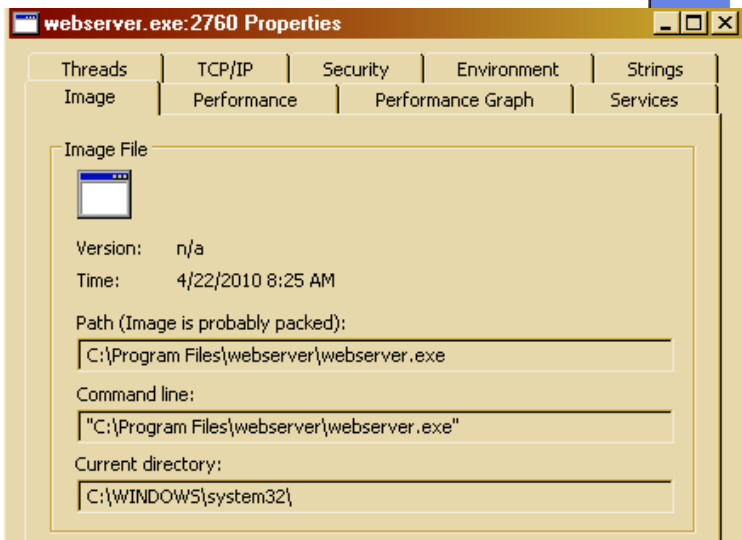 webserver.exe:2760 Properties
Threads TCP/IP Security Environment Strings
Image Performance Performance Graph Services
Image File
Version: n/a
Time: 4/22/2010 8:25 AM
Path (Image is probably packed):
C:\Program Files\webserver\webserver.exe
Command line:
"C:\Program Files\webserver\webserver.exe"
Current directory:
C:\WINDOWS\system32\